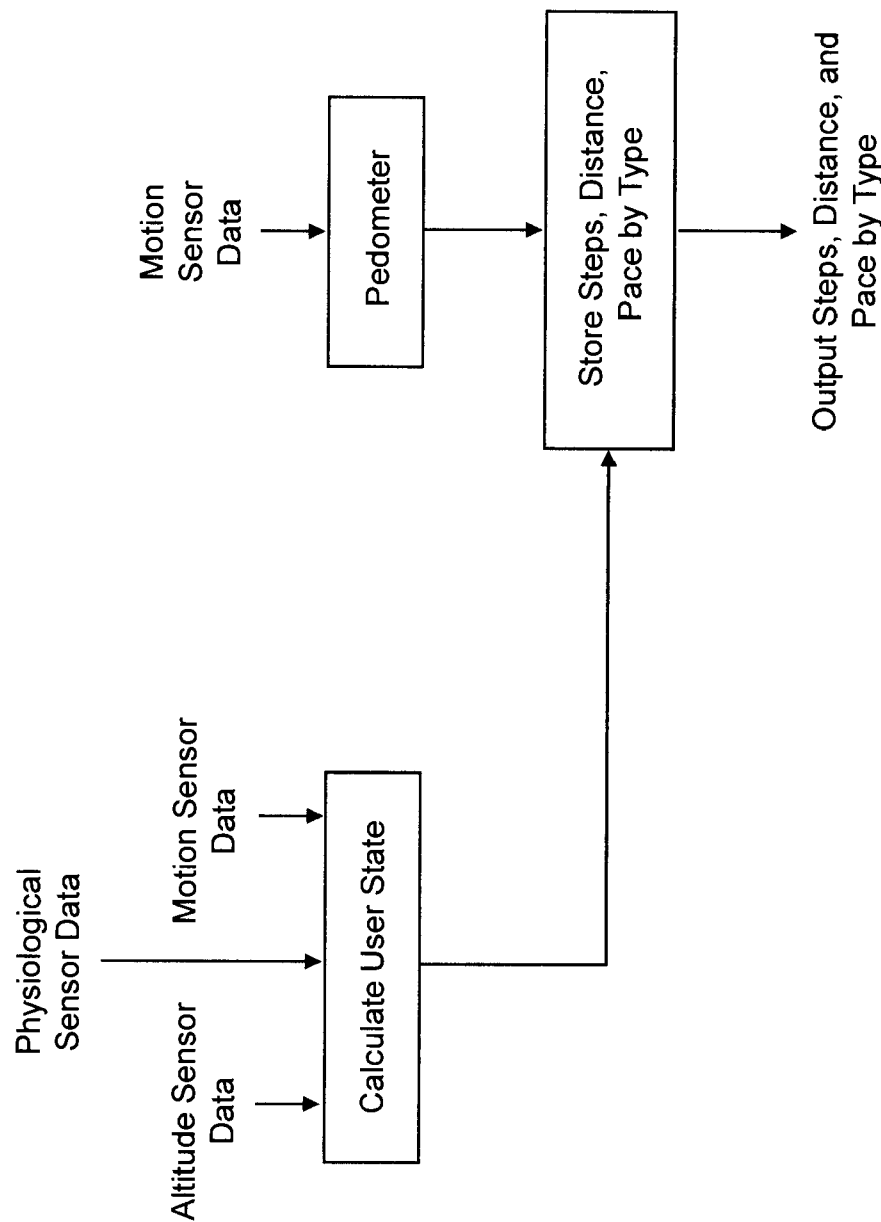 Physiological
Sensor Data
Altitude Sensor
Data
Motion Sensor
Data
Calculate User State
Motion
Sensor
Data
Pedometer
Store Steps, Distance,
Pace by Type
Output Steps, Distance, and
Pace by Type